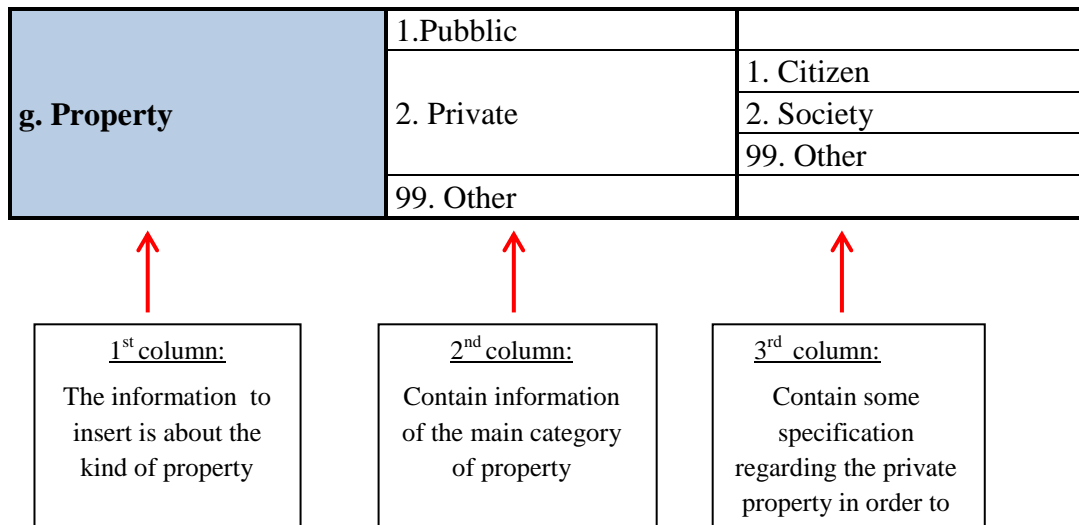 1.Pubblic
g. Property
2. Private
1. Citizen
2. Society
99. Other
99. Other
1st column:
The information to
insert is about the
kind of property
2nd column:
Contain information
of the main category
of property
3rd column:
Contain some
specification
regarding the private
property in order to